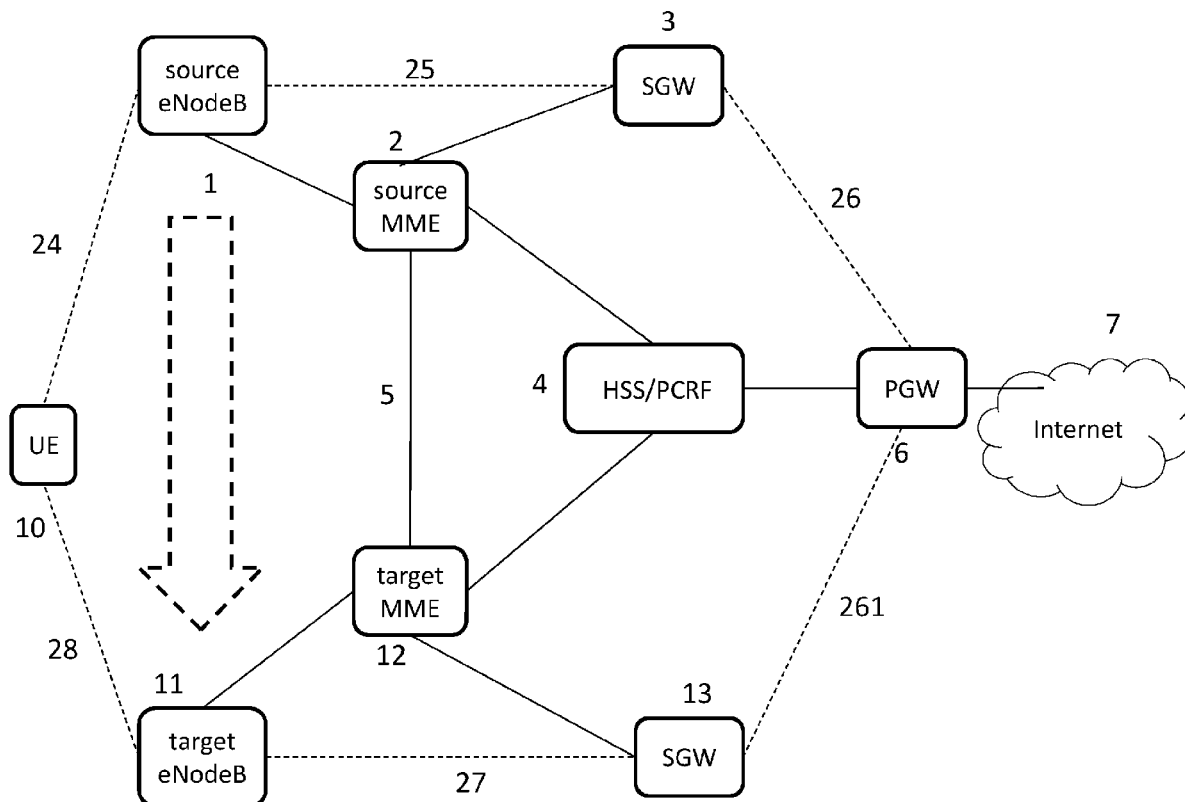 3
source
eNodeB
25
SGW
2
1
source
MME
26
24
7
5
4
HSS/PCRF
PGW
Internet
UE
6
10
target
MME
261
28
12
11
13
target
eNodeB
SGW
27